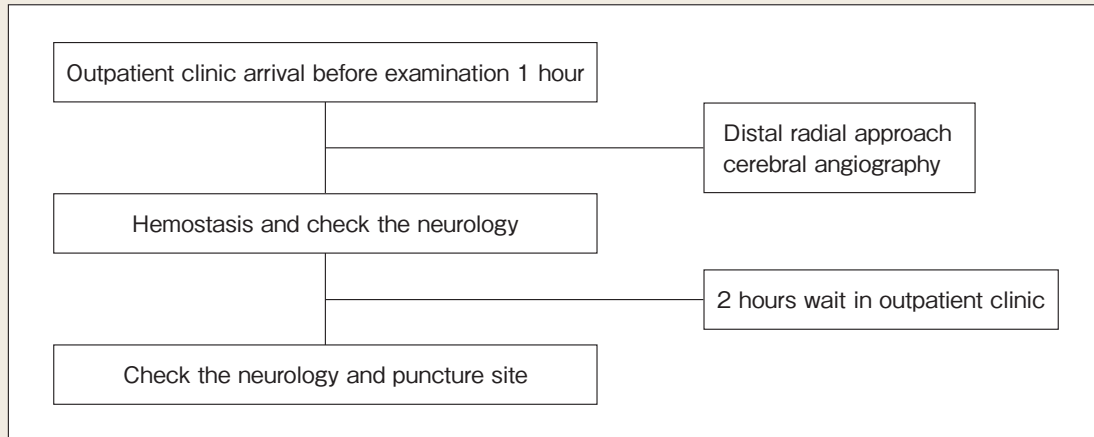 Outpatient clinic arrival before examination 1 hour
Distal radial approach
cerebral angiography
Hemostasis and check the neurology
2 hours wait in outpatient clinic
Check the neurology and puncture site